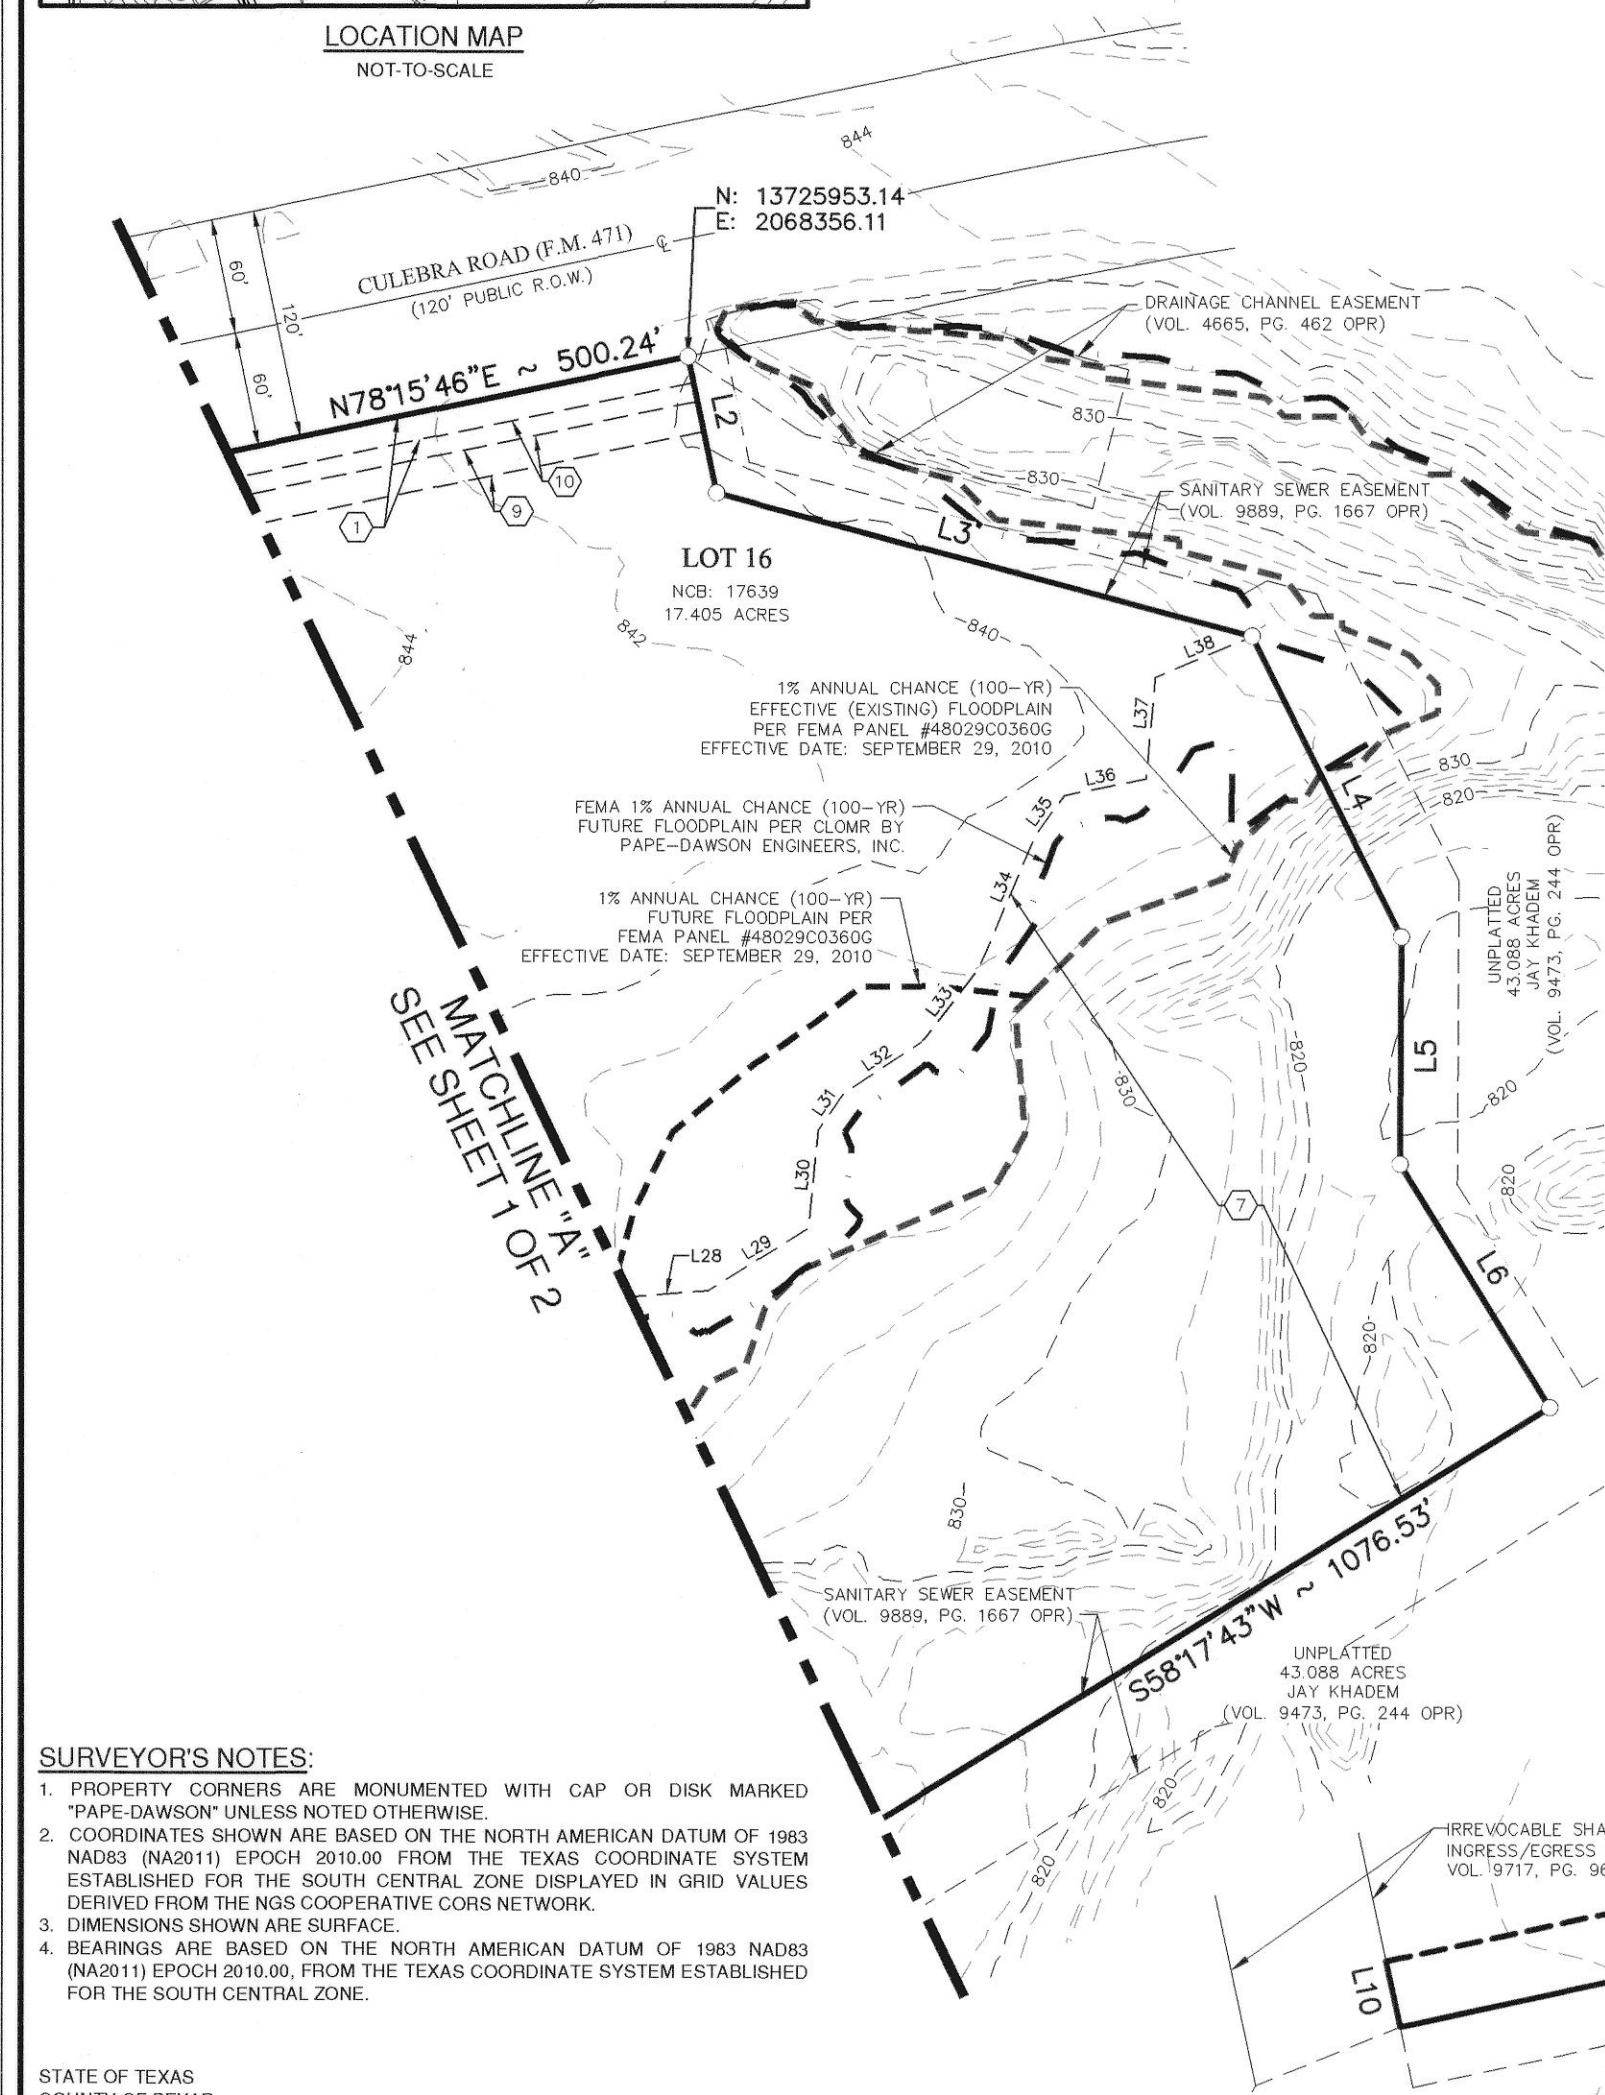 LOCATION MAP
NOT-TO-SCALE
844
840
N: 13725953.14
E: 2068356.11
CULEBRA ROAD (F.M. 471)
(120' PUBLIC R.O.W.)
℄
60'
120'
60'
N78°15'46"E ~ 500.24'
L2
DRAINAGE CHANNEL EASEMENT
(VOL. 4665, PG. 462 OPR)
830
830
SANITARY SEWER EASEMENT
(VOL. 9889, PG. 1667 OPR)
1
9
10
L3
LOT 16
NCB: 17639
17.405 ACRES
844
842
840
L38
L37
1% ANNUAL CHANCE (100-YR)
EFFECTIVE (EXISTING) FLOODPLAIN
PER FEMA PANEL #48029C0360G
EFFECTIVE DATE: SEPTEMBER 29, 2010
L36
L35
L4
830
820
FEMA 1% ANNUAL CHANCE (100-YR)
FUTURE FLOODPLAIN PER CLOMR BY
PAPE-DAWSON ENGINEERS, INC.
L34
1% ANNUAL CHANCE (100-YR)
FUTURE FLOODPLAIN PER
FEMA PANEL #48029C0360G
EFFECTIVE DATE: SEPTEMBER 29, 2010
UNPLATTED
43.088 ACRES
JAY KHADEM
(VOL. 9473, PG. 244 OPR)
L33
L32
L31
L30
L29
L28
830
820
L5
820
820
MATCHLINE "A"
SEE SHEET 1 OF 2
7
L6
820
830
S58°17'43"W ~ 1076.53'
SANITARY SEWER EASEMENT
(VOL. 9889, PG. 1667 OPR)
UNPLATTED
43.088 ACRES
JAY KHADEM
(VOL. 9473, PG. 244 OPR)
820
820
IRREVOCABLE SHA
INGRESS/EGRESS
VOL. 9717, PG. 96
L10
SURVEYOR'S NOTES:
1. PROPERTY CORNERS ARE MONUMENTED WITH CAP OR DISK MARKED
"PAPE-DAWSON" UNLESS NOTED OTHERWISE.
2. COORDINATES SHOWN ARE BASED ON THE NORTH AMERICAN DATUM OF 1983
NAD83 (NA2011) EPOCH 2010.00 FROM THE TEXAS COORDINATE SYSTEM
ESTABLISHED FOR THE SOUTH CENTRAL ZONE DISPLAYED IN GRID VALUES
DERIVED FROM THE NGS COOPERATIVE CORS NETWORK.
3. DIMENSIONS SHOWN ARE SURFACE.
4. BEARINGS ARE BASED ON THE NORTH AMERICAN DATUM OF 1983 NAD83
(NA2011) EPOCH 2010.00, FROM THE TEXAS COORDINATE SYSTEM ESTABLISHED
FOR THE SOUTH CENTRAL ZONE.
STATE OF TEXAS
COUNTY OF BEXAR